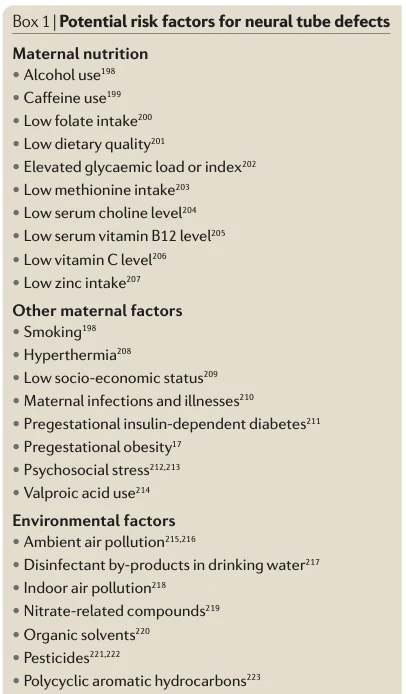 Box 1 | Potential risk factors for neural tube defects
Maternal nutrition
• Alcohol use198
• Caffeine use199
• Low folate intake200
• Low dietary quality201
• Elevated glycaemic load or index202
• Low methionine intake203
• Low serum choline level204
• Low serum vitamin B12 level205
• Low vitamin C level206
• Low zinc intake207
Other maternal factors
• Smoking198
• Hyperthermia208
• Low socio-economic status209
• Maternal infections and illnesses210
• Pregestational insulin-dependent diabetes211
• Pregestational obesity17
• Psychosocial stress212,213
• Valproic acid use214
Environmental factors
• Ambient air pollution215,216
• Disinfectant by-products in drinking water217
• Indoor air pollution218
• Nitrate-related compounds219
• Organic solvents220
• Pesticides221,222
• Polycyclic aromatic hydrocarbons223